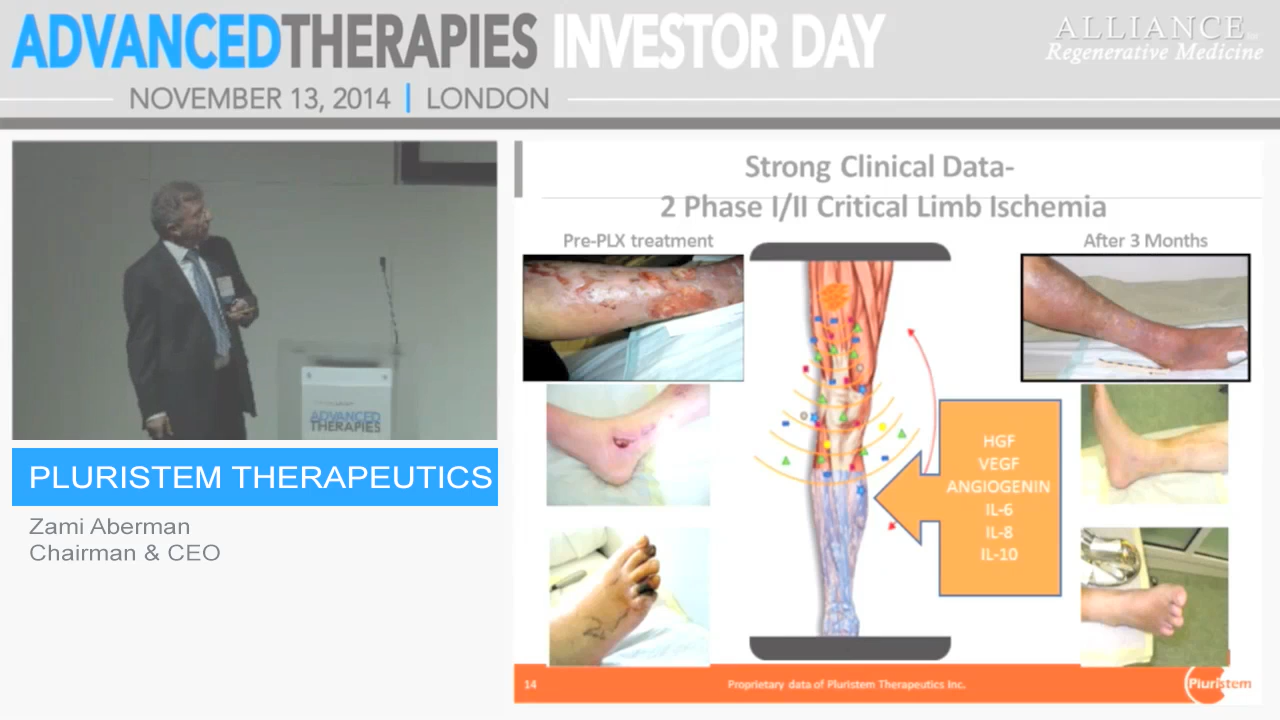 ADVANCEDTHERAPIES INVESTOR DAY
NOVEMBER 13, 2014 | LONDON
ALLIANCE for
Regenerative Medicine
ADVANCED
THERAPIES
PLURISTEM THERAPEUTICS
Zami Aberman
Chairman & CEO
Strong Clinical Data-
2 Phase I/II Critical Limb Ischemia
Pre-PLX treatment
After 3 Months
HGF
VEGF
ANGIOGENIN
IL-6
IL-8
IL-10
14
Proprietary data of Pluristem Therapeutics Inc.
Pluristem